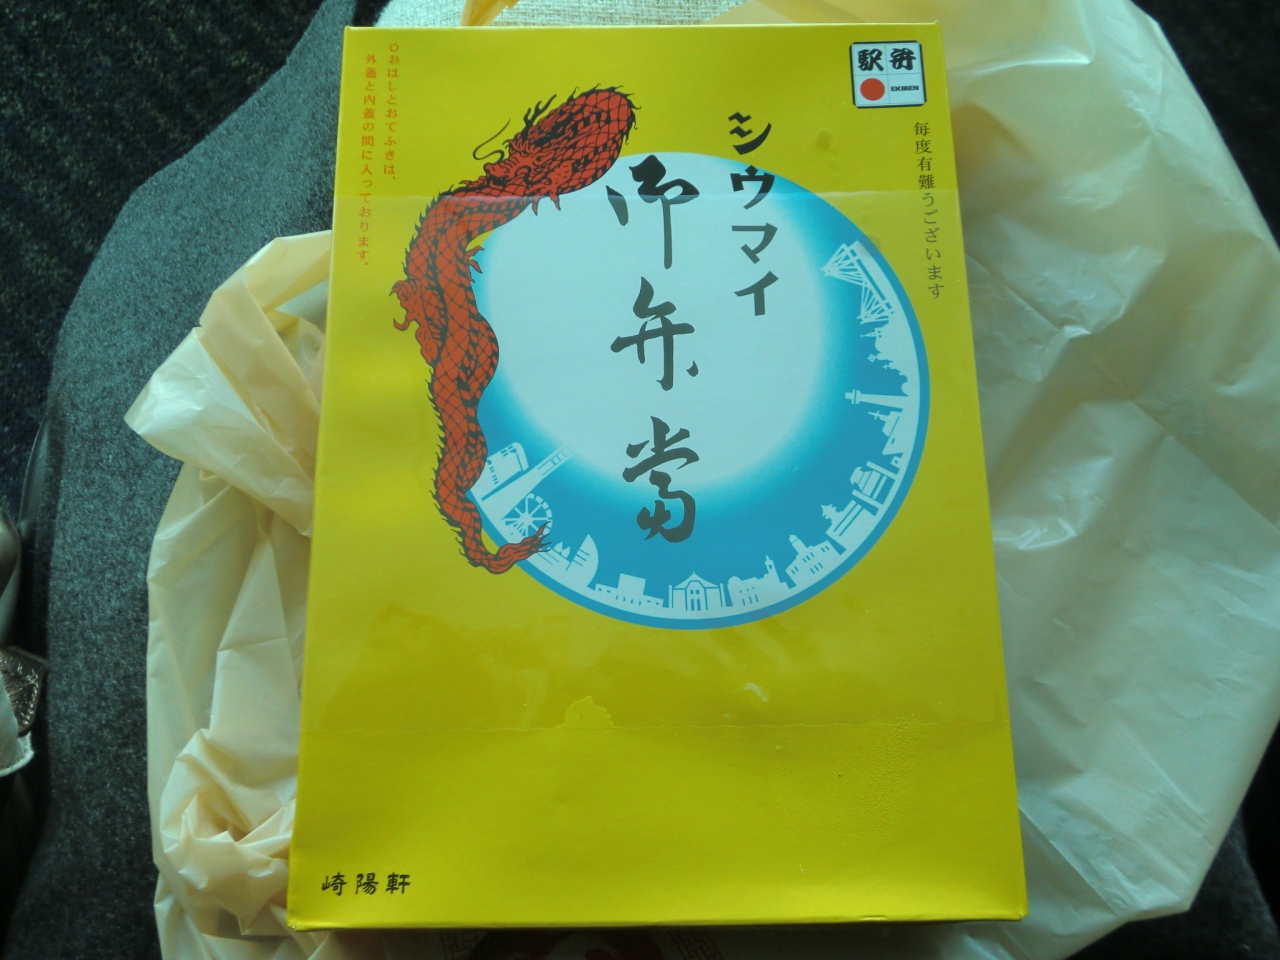 駅弁
EKIBEN
毎度有難うございます
シウマイ
御弁當
○おはしとおてふきは、
外蓋と内蓋の間に入っております。
崎陽軒